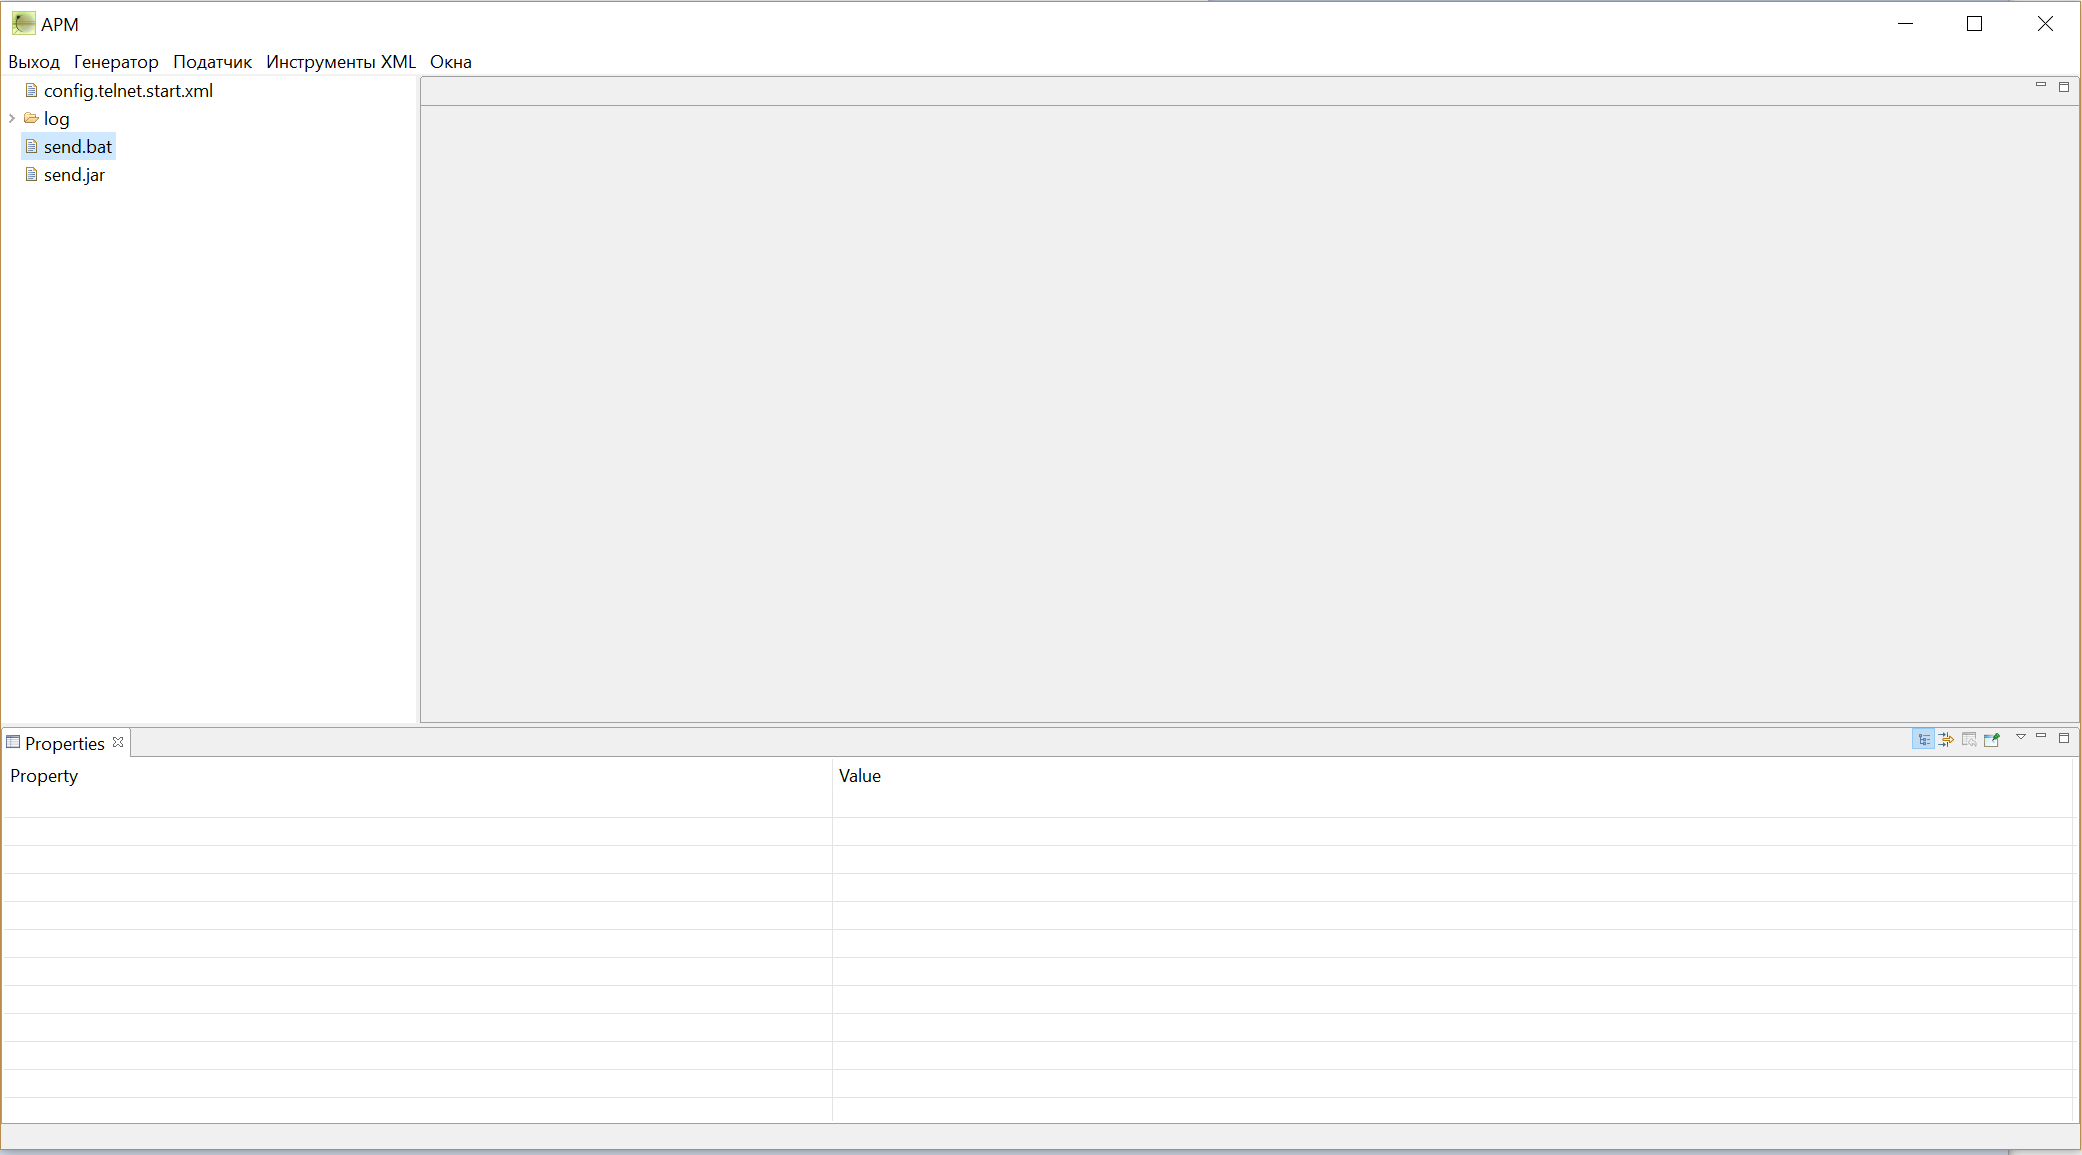 АРМ
Выход Генератор Податчик Инструменты XML Окна
config.telnet.start.xml
log
send.bat
send.jar
Properties
Property Value